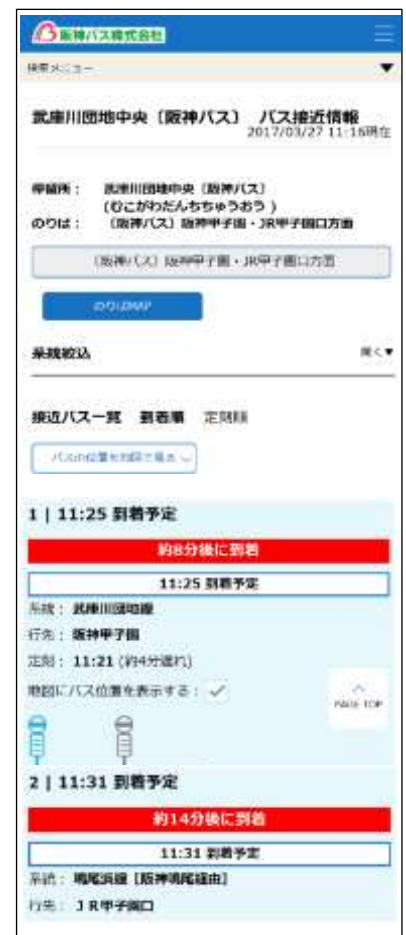 阪神バス株式会社
検索メニュー ▼
武庫川団地中央〔阪神バス〕 バス接近情報
2017/03/27 11:16現在
停留所： 武庫川団地中央〔阪神バス〕
(むこがわだんちちゅうおう )
のりば： 〔阪神バス〕阪神甲子園・JR甲子園口方面
〔阪神バス〕阪神甲子園・JR甲子園口方面
のりばMAP
系統絞込 開く▼
接近バス一覧 到着順 定刻順
バスの位置を地図で見る
1 | 11:25 到着予定
約8分後に到着
11:25 到着予定
系統： 武庫川団地線
行先： 阪神甲子園
定刻： 11:21 (約4分遅れ)
地図にバス位置を表示する：
PAGE TOP
2 | 11:31 到着予定
約14分後に到着
11:31 到着予定
系統： 鳴尾浜線［阪神鳴尾経由］
行先： ＪＲ甲子園口